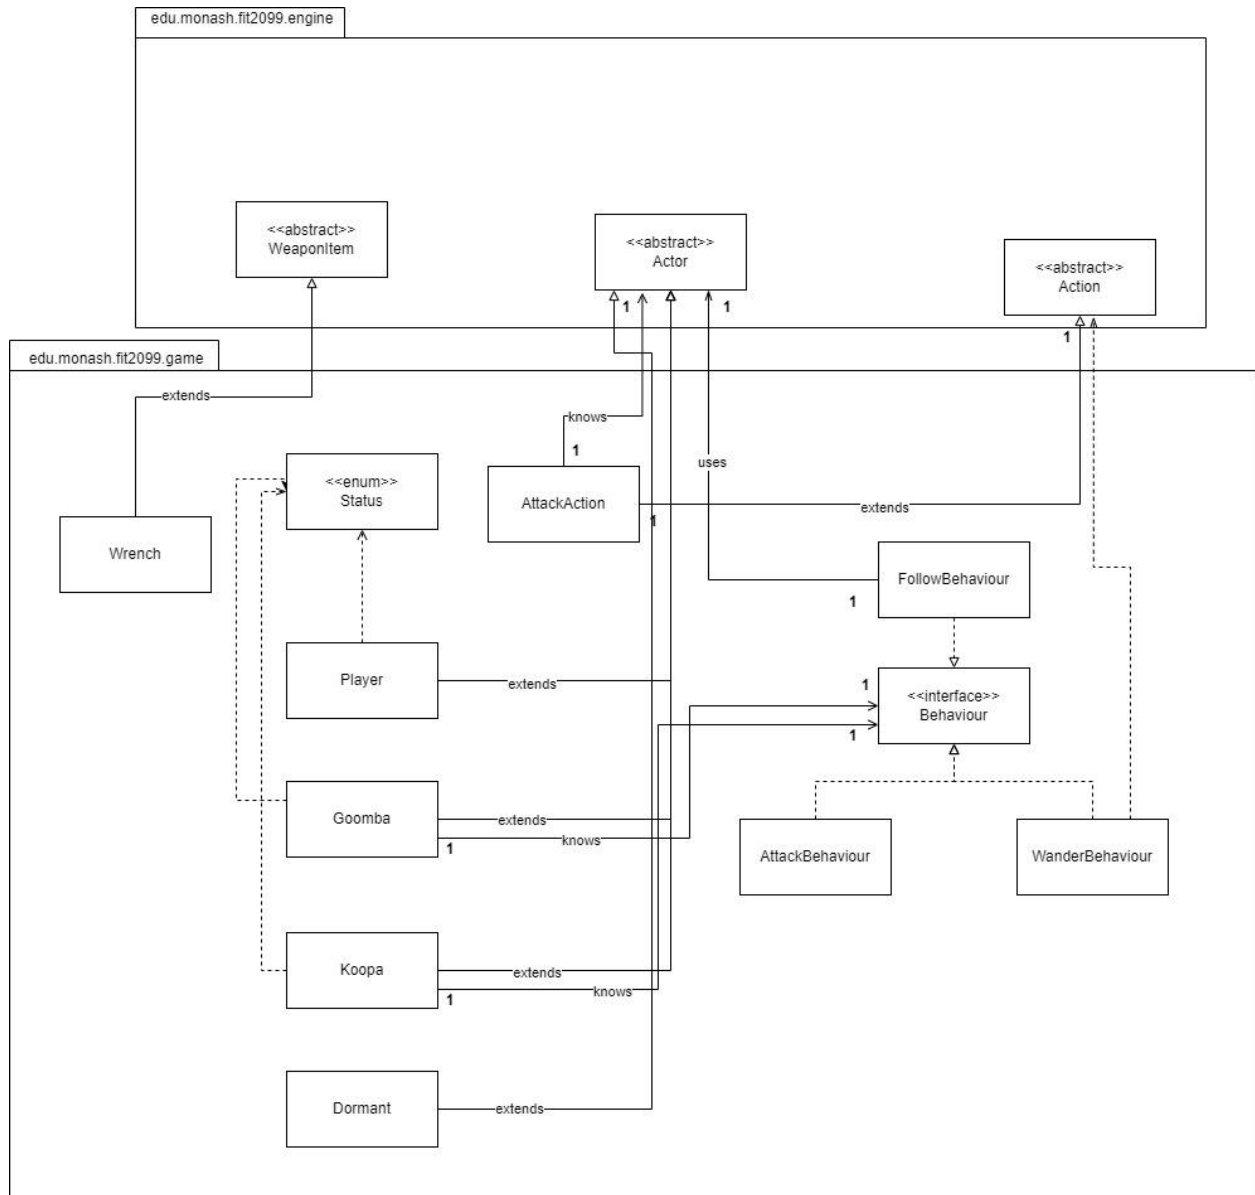 edu.monash.fit2099.engine
<<abstract>>
WeaponItem
<<abstract>>
Actor
<<abstract>>
Action
1
1
1
edu.monash.fit2099.game
extends
knows
1
uses
<<enum>>
Status
AttackAction
1
extends
Wrench
FollowBehaviour
1
Player
extends
1
<<interface>>
Behaviour
1
Goomba
extends
knows
1
AttackBehaviour
WanderBehaviour
Koopa
extends
knows
1
Dormant
extends